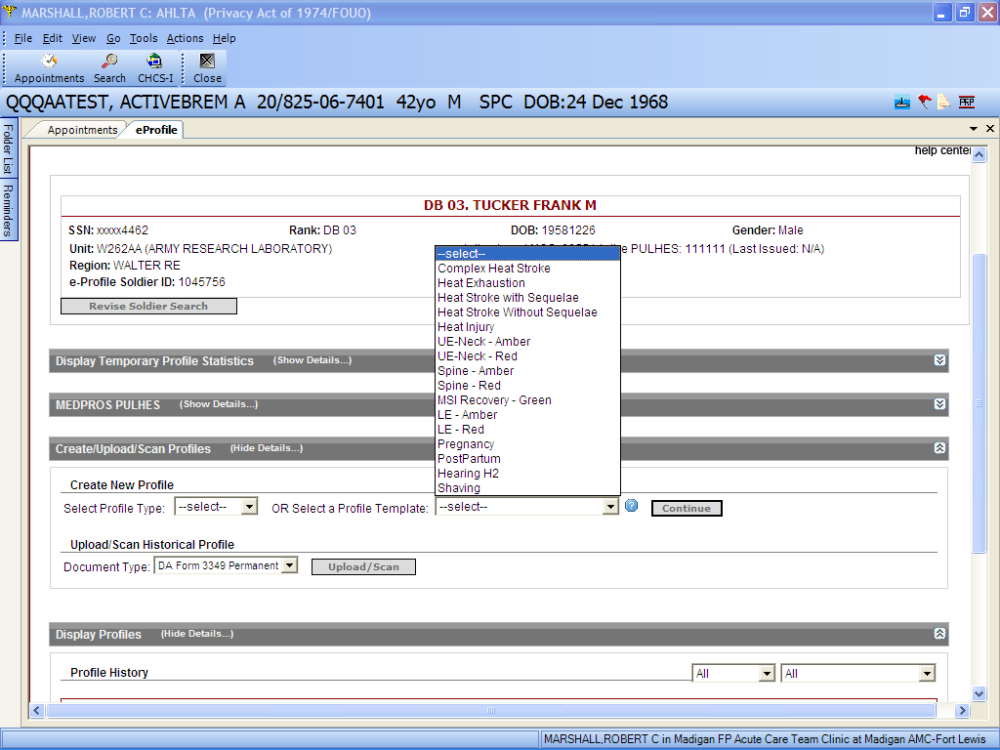 MARSHALL,ROBERT C: AHLTA (Privacy Act of 1974/FOUO)
File Edit View Go Tools Actions Help
Appointments Search CHCS-I Close
QQQAATEST, ACTIVEBREM A 20/825-06-7401 42yo M SPC DOB:24 Dec 1968
Folder List
Reminders
Appointments eProfile
help center
DB 03. TUCKER FRANK M
SSN: xxxxx4462 Rank: DB 03 DOB: 19581226 Gender: Male
Unit: W262AA (ARMY RESEARCH LABORATORY) PULHES: 111111 (Last Issued: N/A)
Region: WALTER RE
e-Profile Soldier ID: 1045756
Revise Soldier Search
--select--
Complex Heat Stroke
Heat Exhaustion
Heat Stroke with Sequelae
Heat Stroke Without Sequelae
Heat Injury
UE-Neck - Amber
UE-Neck - Red
Spine - Amber
Spine - Red
MSI Recovery - Green
LE - Amber
LE - Red
Pregnancy
PostPartum
Hearing H2
Shaving
Display Temporary Profile Statistics (Show Details...)
MEDPROS PULHES (Show Details...)
Create/Upload/Scan Profiles (Hide Details...)
Create New Profile
Select Profile Type: --select-- OR Select a Profile Template: --select-- ? Continue
Upload/Scan Historical Profile
Document Type: DA Form 3349 Permanent Upload/Scan
Display Profiles (Hide Details...)
Profile History All All
MARSHALL,ROBERT C in Madigan FP Acute Care Team Clinic at Madigan AMC-Fort Lewis